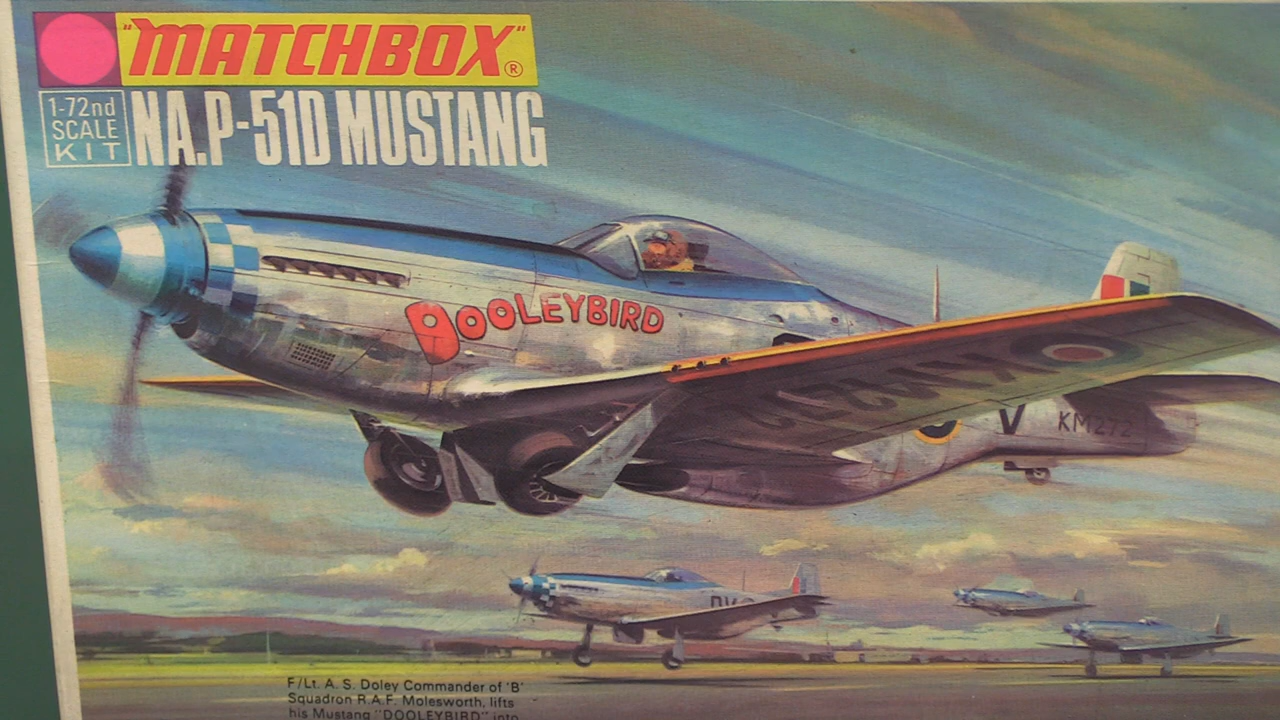 "MATCHBOX"®
1-72nd
SCALE
KIT
NA.P-51D MUSTANG
DOOLEYBIRD
V
KM272
F/Lt. A. S. Doley Commander of 'B'
Squadron R.A.F. Molesworth, lifts
his Mustang "DOOLEYBIRD" into